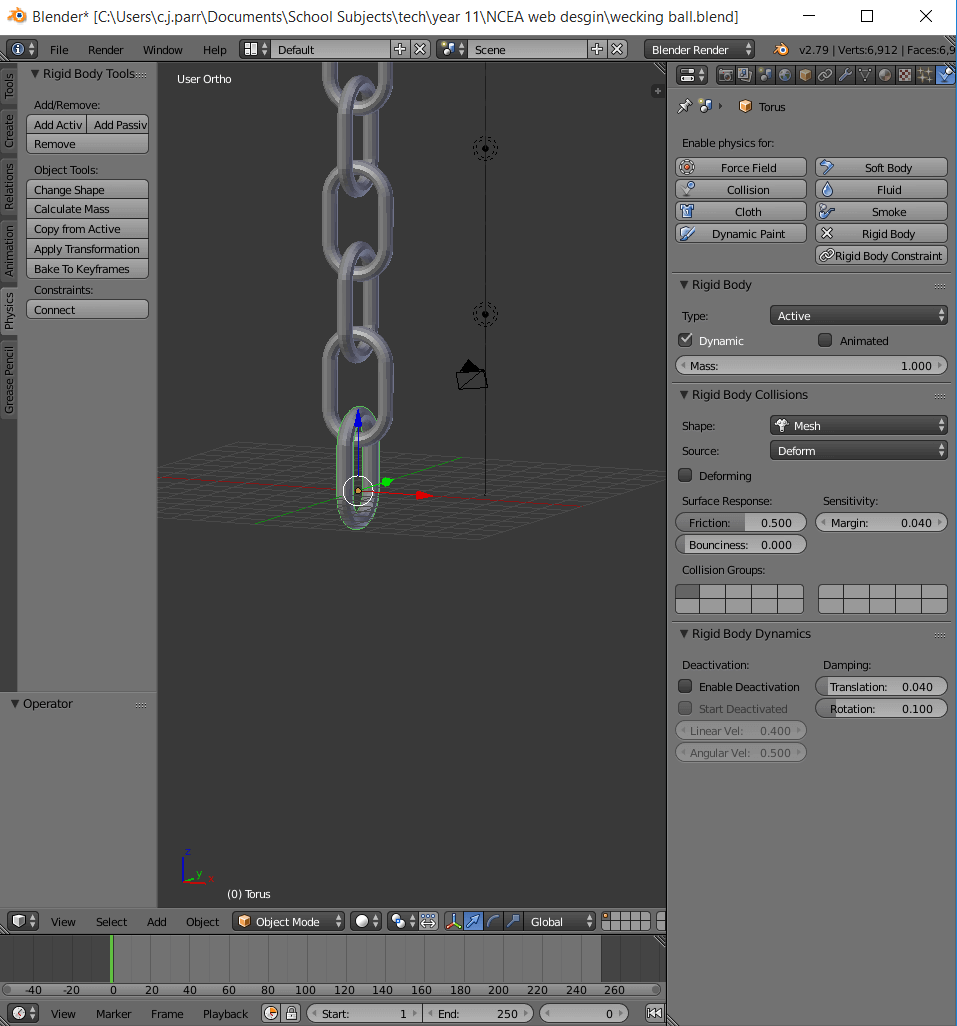 Blender* [C:\Users\c.j.parr\Documents\School Subjects\tech\year 11\NCEA web desgin\wecking ball.blend]
File Render Window Help Default Scene Blender Render v2.79 | Verts:6,912 | Faces:6,9
Tools
Create
Relations
Animation
Physics
Grease Pencil
Rigid Body Tools
Add/Remove:
Add Activ Add Passiv
Remove
Object Tools:
Change Shape
Calculate Mass
Copy from Active
Apply Transformation
Bake To Keyframes
Constraints:
Connect
Operator
User Ortho
z
y
x
(0) Torus
View Select Add Object Object Mode Global
-40 -20 0 20 40 60 80 100 120 140 160 180 200 220 240 260
View Marker Frame Playback Start: 1 End: 250 0
Torus
Enable physics for:
Force Field Soft Body
Collision Fluid
Cloth Smoke
Dynamic Paint Rigid Body
Rigid Body Constraint
Rigid Body
Type: Active
Dynamic Animated
Mass: 1.000
Rigid Body Collisions
Shape: Mesh
Source: Deform
Deforming
Surface Response: Sensitivity:
Friction: 0.500 Margin: 0.040
Bounciness: 0.000
Collision Groups:
Rigid Body Dynamics
Deactivation: Damping:
Enable Deactivation Translation: 0.040
Start Deactivated Rotation: 0.100
Linear Vel: 0.400
Angular Vel: 0.500